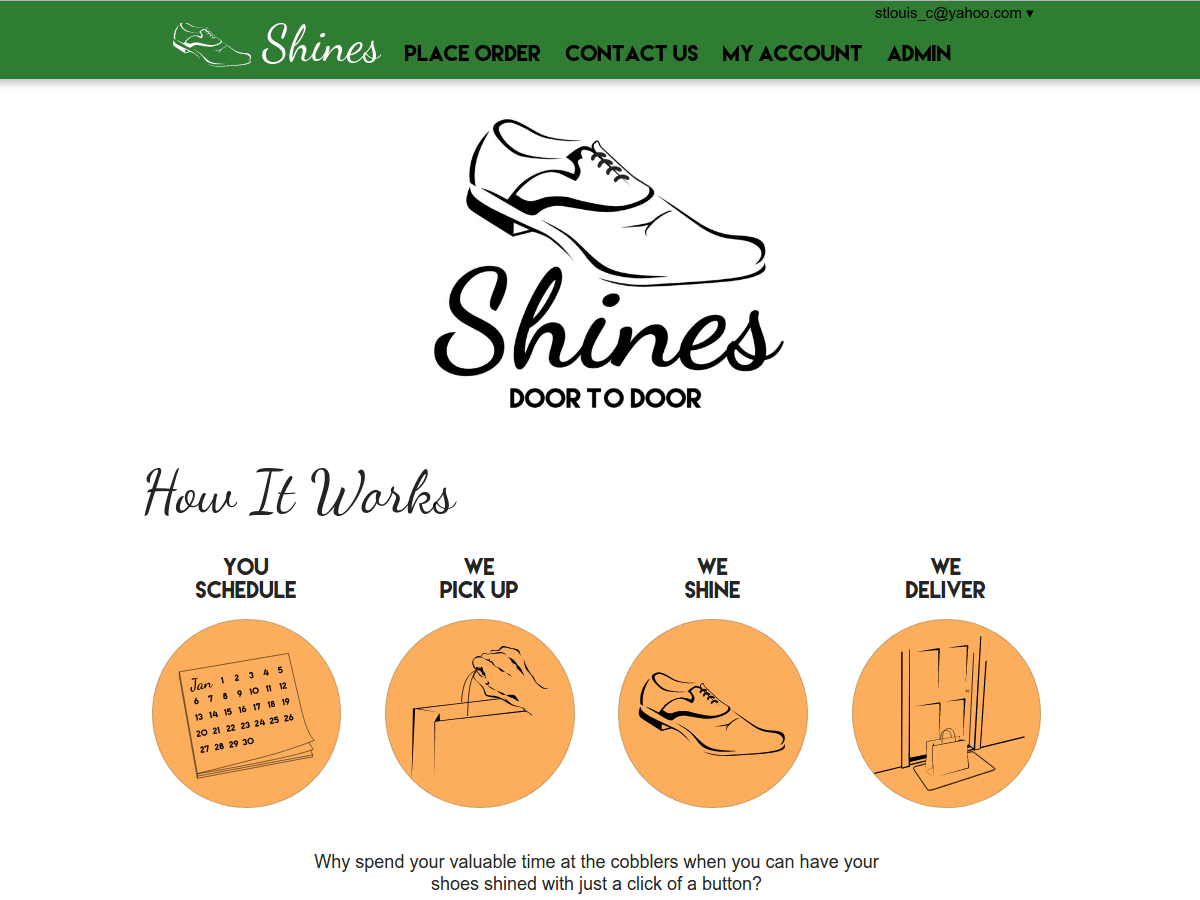 stlouis_c@yahoo.com ▾
Shines PLACE ORDER CONTACT US MY ACCOUNT ADMIN
Shines
DOOR TO DOOR
How It Works
YOU
SCHEDULE
WE
PICK UP
WE
SHINE
WE
DELIVER
Jan 1 2 3 4 5
6 7 8 9 10 11 12
13 14 15 16 17 18 19
20 21 22 23 24 25 26
27 28 29 30
Why spend your valuable time at the cobblers when you can have your
shoes shined with just a click of a button?